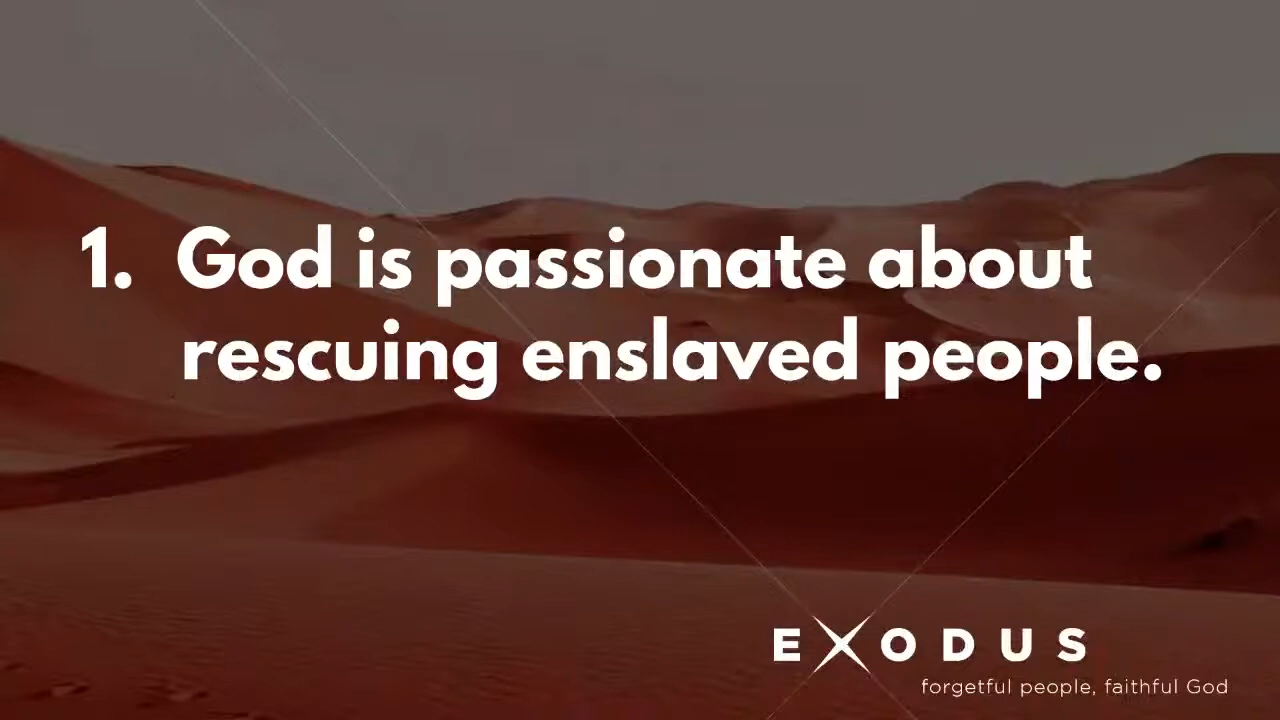 1. God is passionate about
rescuing enslaved people.
EXODUS
forgetful people, faithful God